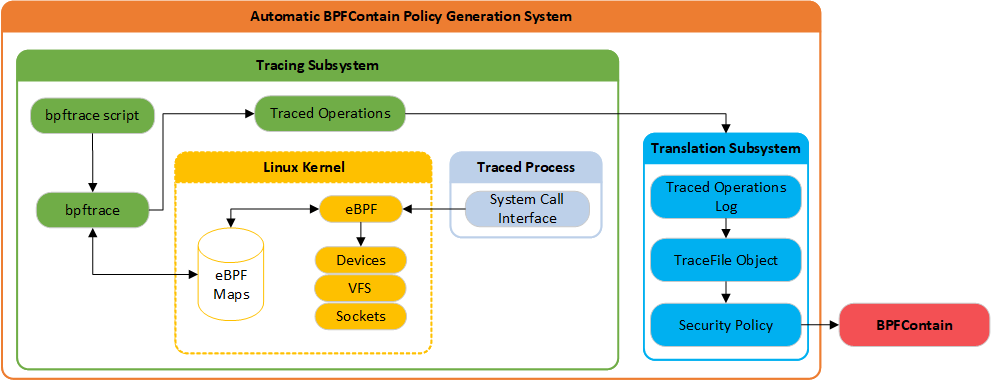 Automatic BPFContain Policy Generation System
Tracing Subsystem
bpftrace script
Traced Operations
Linux Kernel
Traced Process
Translation Subsystem
bpftrace
eBPF
System Call
Interface
Traced Operations
Log
eBPF
Maps
Devices
VFS
Sockets
TraceFile Object
Security Policy
BPFContain